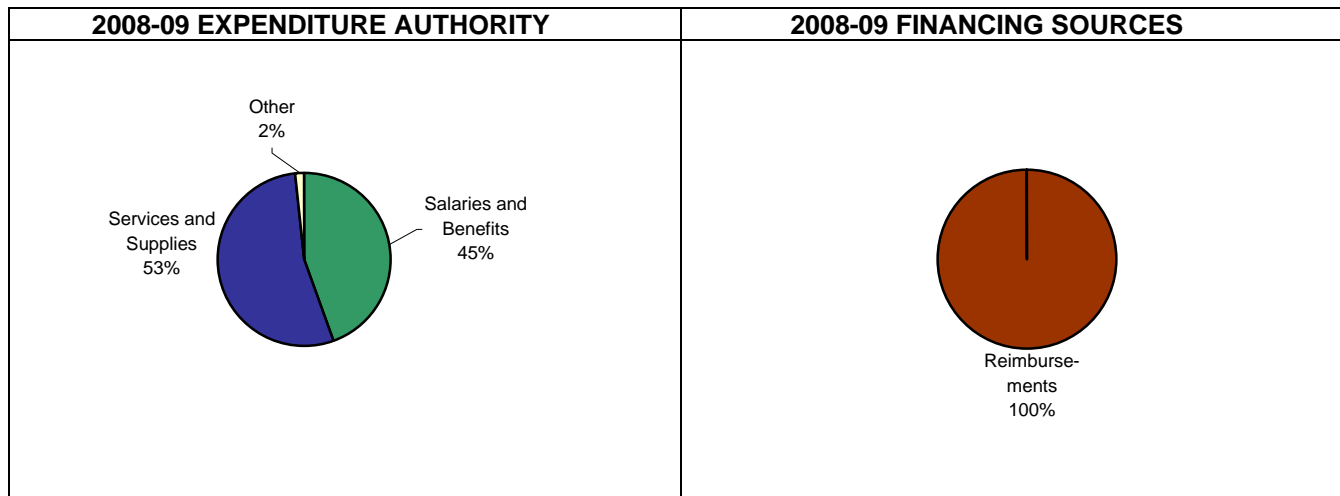 2008-09 EXPENDITURE AUTHORITY
Other
2%
Services and
Supplies
53%
Salaries and
Benefits
45%
2008-09 FINANCING SOURCES
Reimburse-
ments
100%